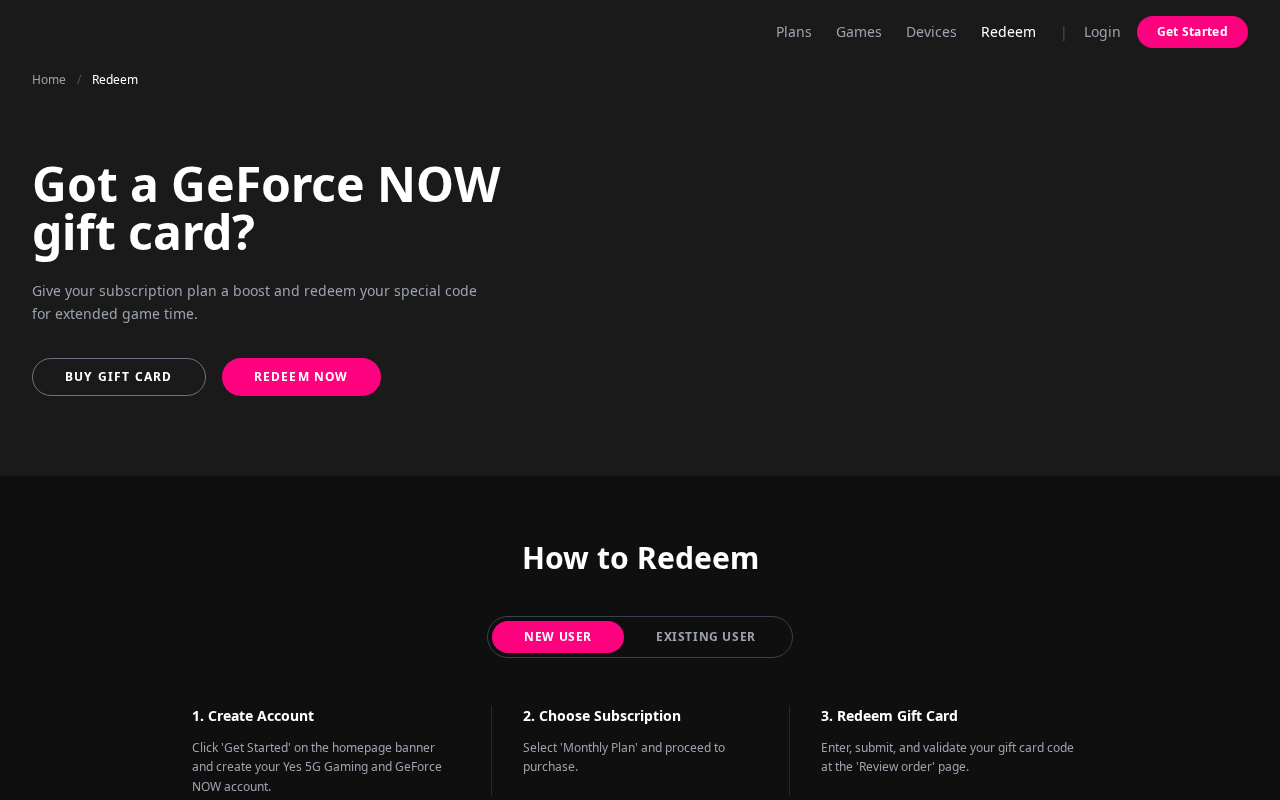 Plans Games Devices Redeem | Login Get Started
Home / Redeem
Got a GeForce NOW
gift card?
Give your subscription plan a boost and redeem your special code
for extended game time.
BUY GIFT CARD REDEEM NOW
How to Redeem
NEW USER EXISTING USER
1. Create Account
Click 'Get Started' on the homepage banner
and create your Yes 5G Gaming and GeForce
NOW account.
2. Choose Subscription
Select 'Monthly Plan' and proceed to
purchase.
3. Redeem Gift Card
Enter, submit, and validate your gift card code
at the 'Review order' page.